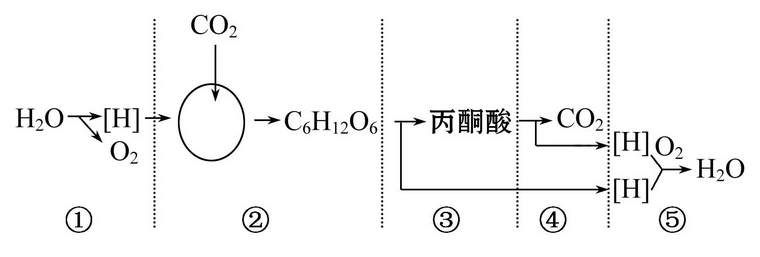 CO₂
H₂O [H] C₆H₁₂O₆ 丙酮酸 CO₂
O₂ [H] O₂
[H] H₂O
① ② ③ ④ ⑤